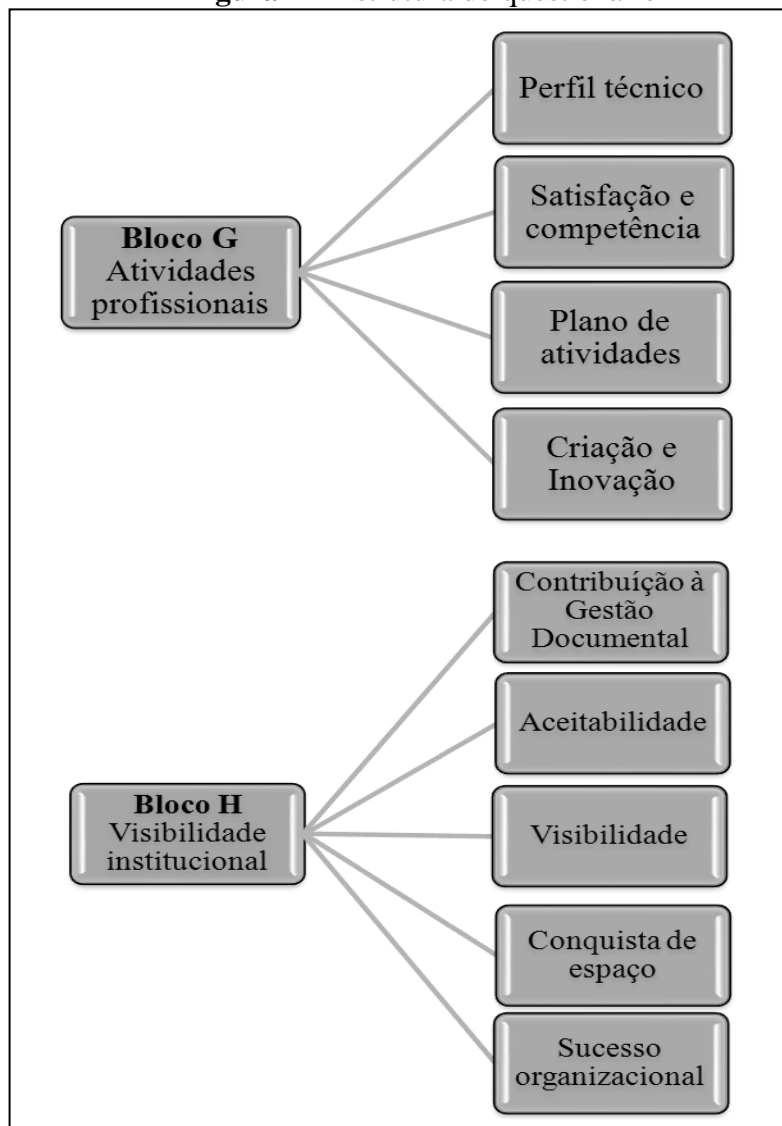 Bloco G
Atividades
profissionais
Perfil técnico
Satisfação e
competência
Plano de
atividades
Criação e
Inovação
Bloco H
Visibilidade
institucional
Contribuíção à
Gestão
Documental
Aceitabilidade
Visibilidade
Conquista de
espaço
Sucesso
organizacional